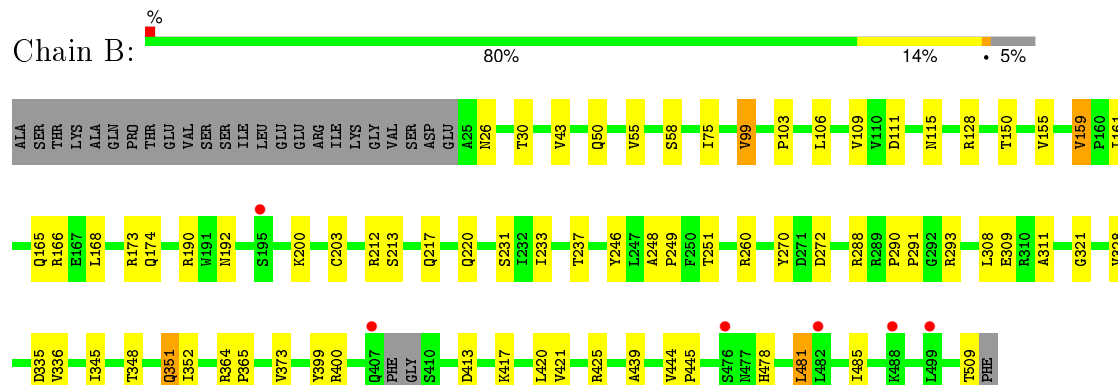 %
Chain B:
80% 14% • 5%
ALA SER THR LYS ALA GLN PRO THR GLU VAL SER SER ILE LEU GLU GLU ARG ILE LYS GLY VAL SER ASP GLU A25 N26 T30 V43 Q50 V55 S58 I75 V99 P103 L106 V109 V110 D111 N115 R128 T150 V155 V159 P160
Q165 R166 E167 L168 R173 Q174 R190 W191 N192 S195 K200 C203 R212 S213 Q217 Q220 S231 I232 I233 T237 Y246 L247 A248 P249 F250 T251 R260 Y270 D271 D272 R288 R289 P290 P291 G292 R293 L308 E309 R310 A311 G321
D335 V336 I345 T348 Q351 I352 R364 P365 V373 Y399 R400 Q407 PHE GLY S410 D413 K417 L420 V421 R425 A439 V444 P445 S476 N477 H478 L481 L482 I485 K488 L499 T509 PHE